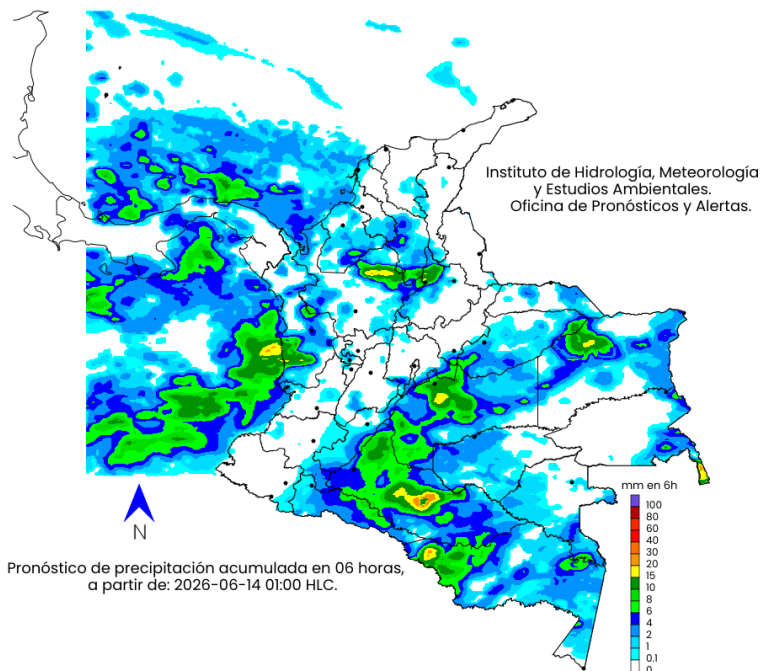 Instituto de Hidrología, Meteorología
y Estudios Ambientales.
Oficina de Pronósticos y Alertas.
mm en 6h
100
80
60
40
30
20
15
10
8
6
4
2
1
0.1
0
N
Pronóstico de precipitación acumulada en 06 horas,
a partir de: 2026-06-14 01:00 HLC.